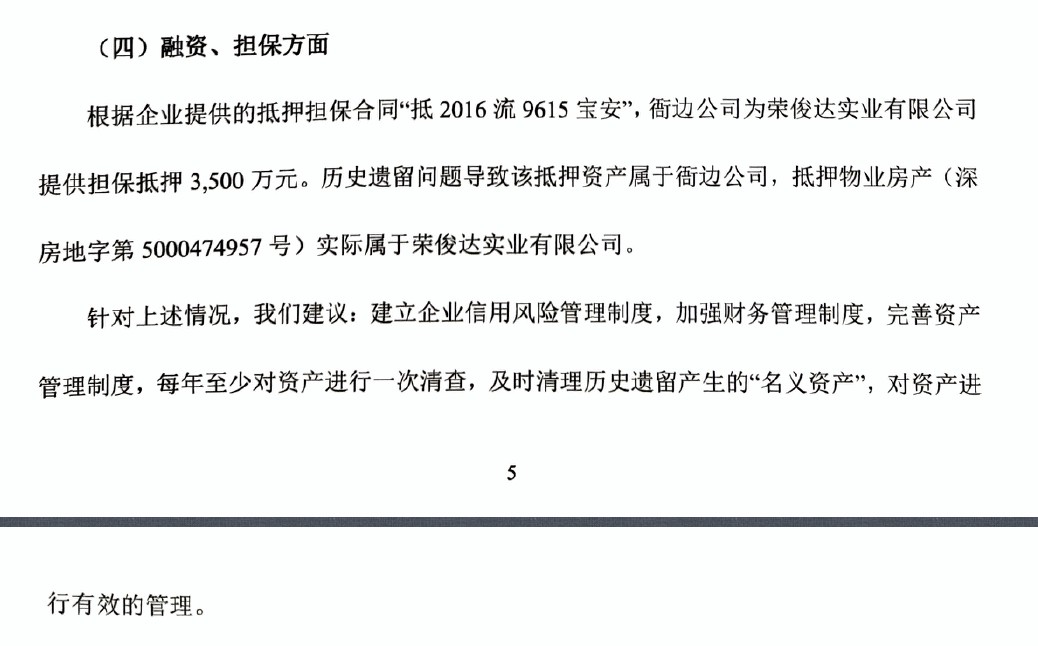 （四）融资、担保方面
根据企业提供的抵押担保合同“抵 2016 流 9615 宝安”，衙边公司为荣俊达实业有限公司
提供担保抵押 3,500 万元。历史遗留问题导致该抵押资产属于衙边公司，抵押物业房产（深
房地字第 5000474957 号）实际属于荣俊达实业有限公司。
针对上述情况，我们建议：建立企业信用风险管理制度，加强财务管理制度，完善资产
管理制度，每年至少对资产进行一次清查，及时清理历史遗留产生的“名义资产”，对资产进
5
行有效的管理。